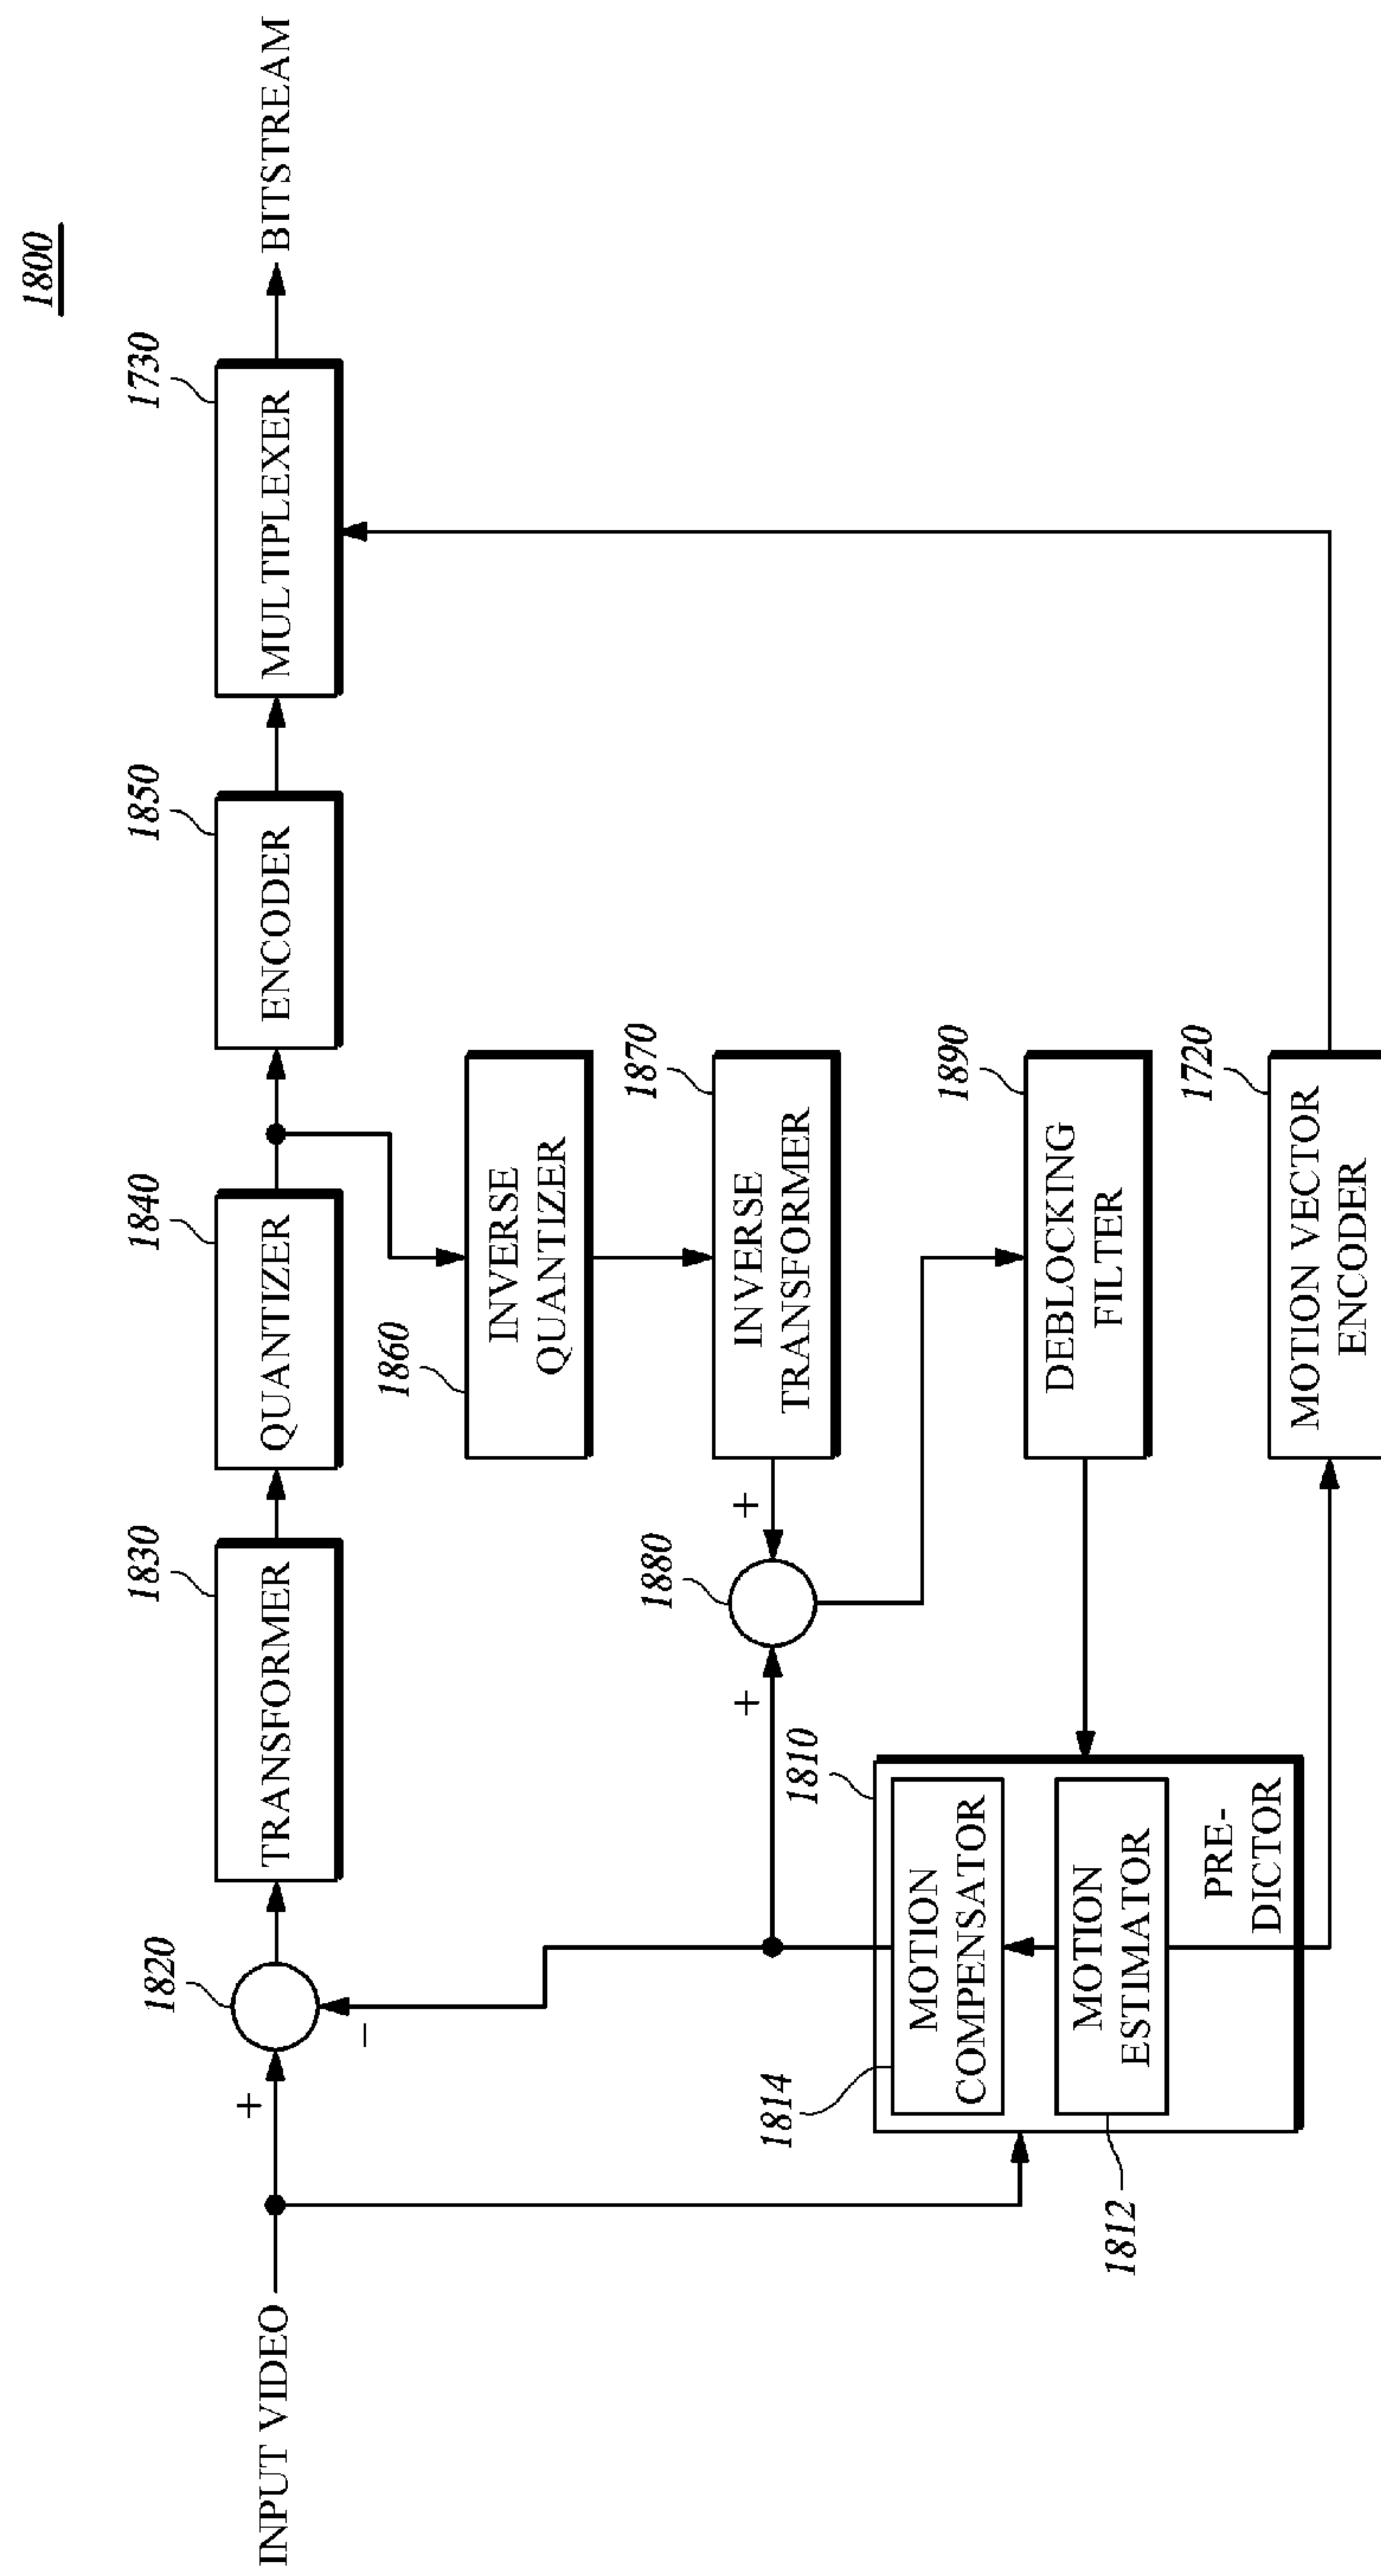 1800
1820
1830
1840
1850
1730
INPUT VIDEO
+
−
TRANSFORMER
QUANTIZER
ENCODER
MULTIPLEXER
BITSTREAM
1860
INVERSE
QUANTIZER
1870
INVERSE
TRANSFORMER
1880
+
+
1814
1810
MOTION
COMPENSATOR
1812
MOTION
ESTIMATOR
PRE-
DICTOR
1890
DEBLOCKING
FILTER
1720
MOTION VECTOR
ENCODER